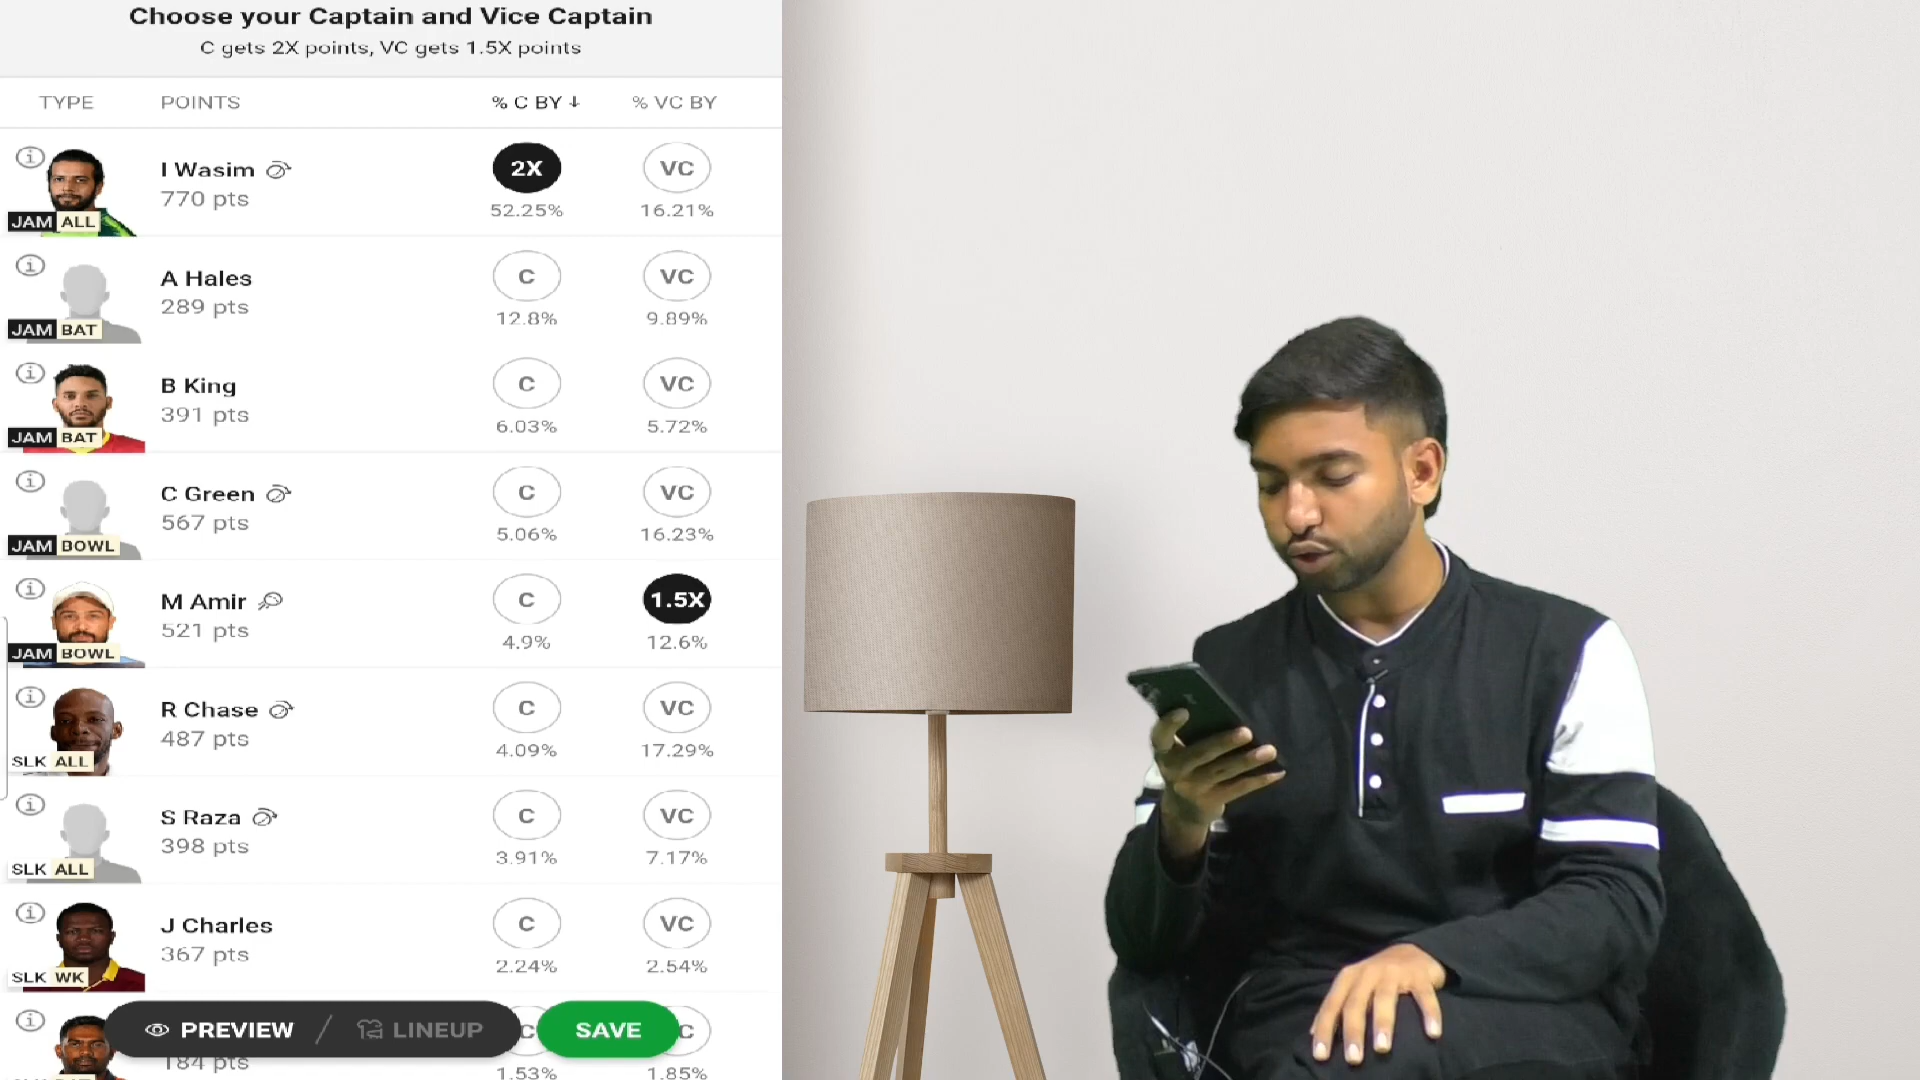 Choose your Captain and Vice Captain
C gets 2X points, VC gets 1.5X points
TYPE POINTS % C BY ↓ % VC BY
I Wasim 2X VC
770 pts 52.25% 16.21%
JAM ALL
A Hales C VC
289 pts 12.8% 9.89%
JAM BAT
B King C VC
391 pts 6.03% 5.72%
JAM BAT
C Green C VC
567 pts 5.06% 16.23%
JAM BOWL
M Amir C 1.5X
521 pts 4.9% 12.6%
JAM BOWL
R Chase C VC
487 pts 4.09% 17.29%
SLK ALL
S Raza C VC
398 pts 3.91% 7.17%
SLK ALL
J Charles C VC
367 pts 2.24% 2.54%
SLK WK
PREVIEW / LINEUP SAVE
184 pts 1.53% 1.85%